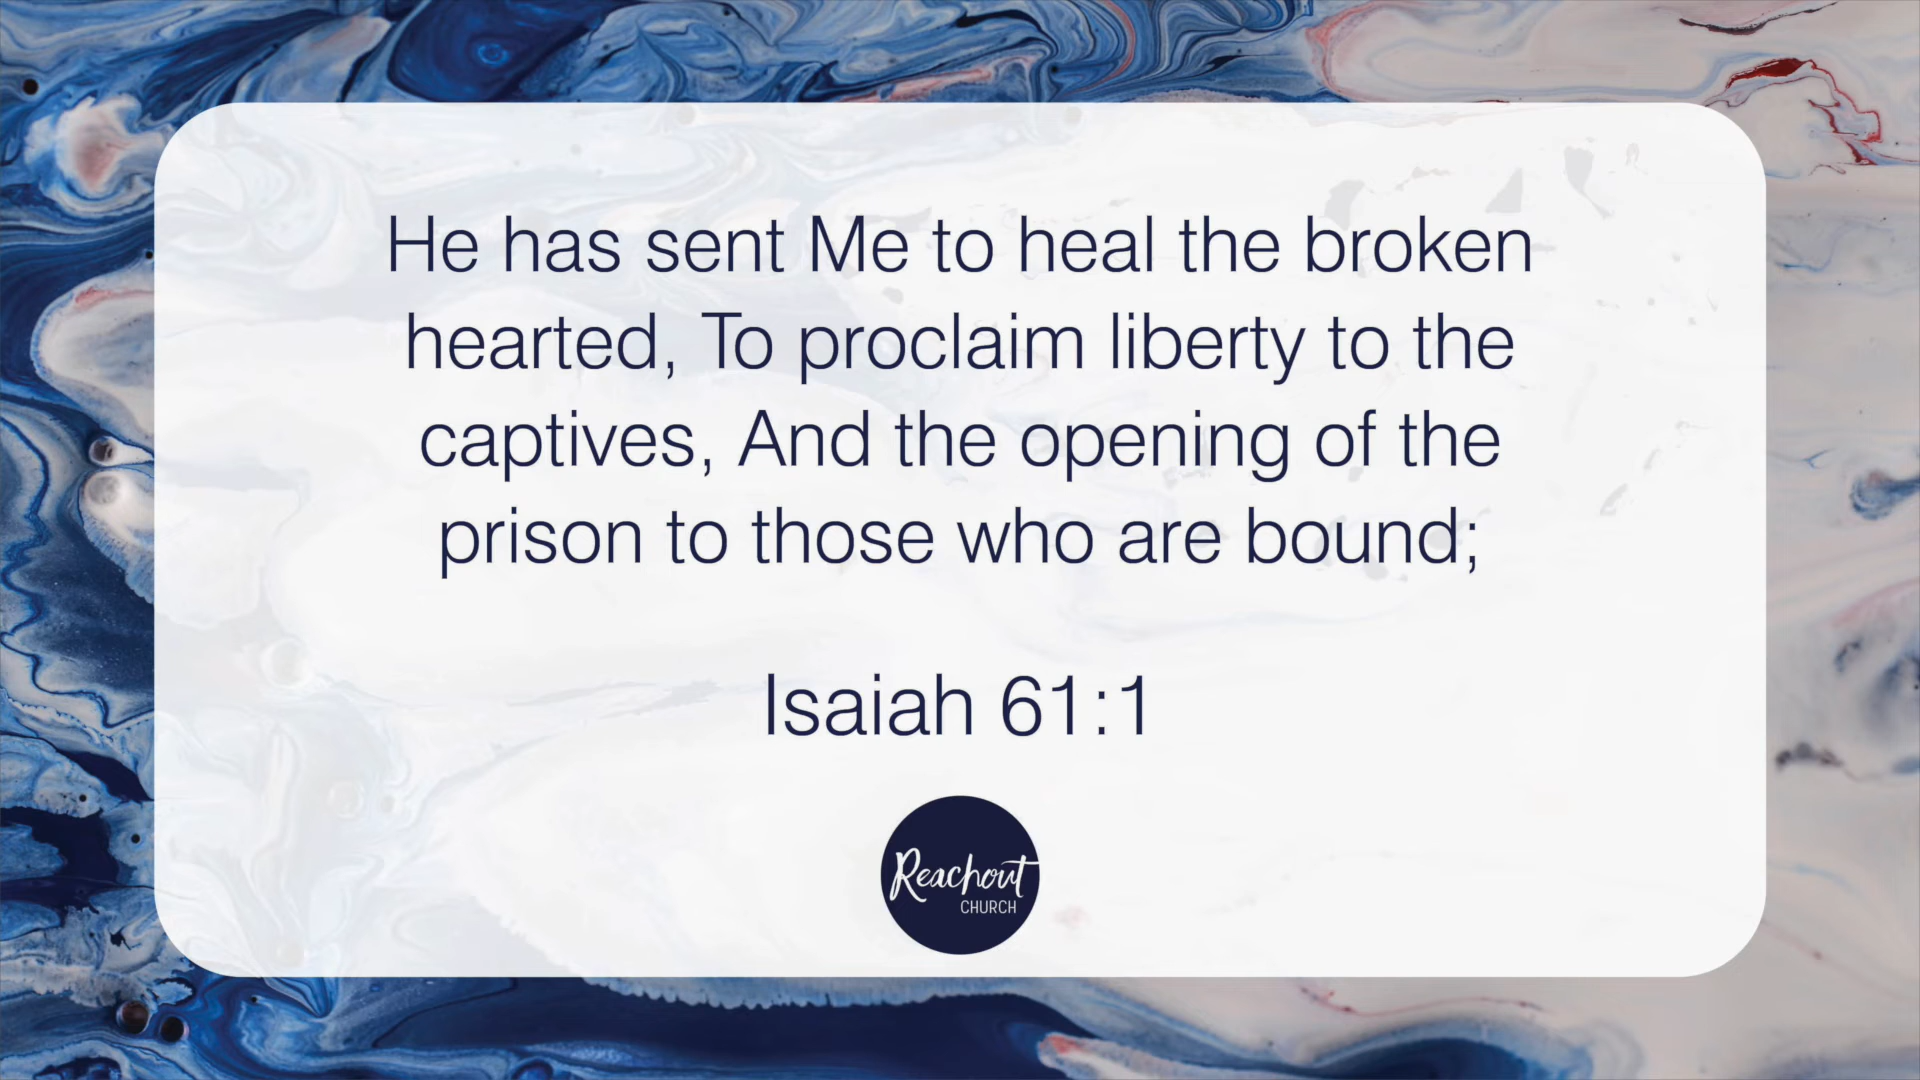 He has sent Me to heal the broken
hearted, To proclaim liberty to the
captives, And the opening of the
prison to those who are bound;
Isaiah 61:1
Reachout
CHURCH